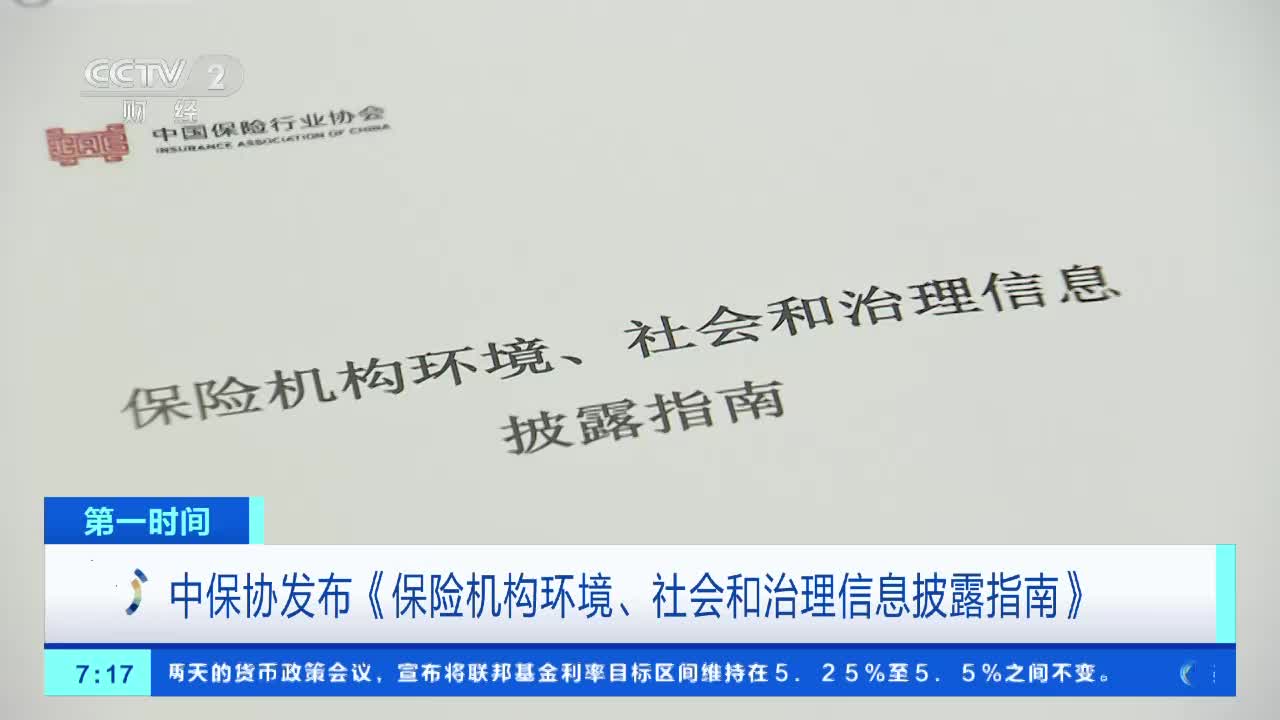 CCTV 2
财经
中国保险行业协会
INSURANCE ASSOCIATION OF CHINA
保险机构环境、社会和治理信息
披露指南
第一时间
中保协发布《保险机构环境、社会和治理信息披露指南》
7:17
两天的货币政策会议，宣布将联邦基金利率目标区间维持在５．２５％至５．５％之间不变。